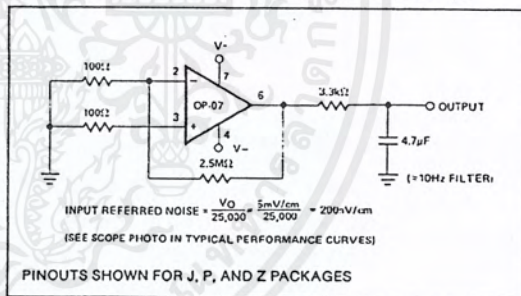 V-
100Ω
2
7
6
3.3kΩ
OP-07
OUTPUT
100Ω
3
4
V-
4.7µF
2.5MΩ
(≈10Hz FILTER)
INPUT REFERRED NOISE = VO/25,000 = 5mV/cm/25,000 = 200nV/cm
(SEE SCOPE PHOTO IN TYPICAL PERFORMANCE CURVES)
PINOUTS SHOWN FOR J, P, AND Z PACKAGES